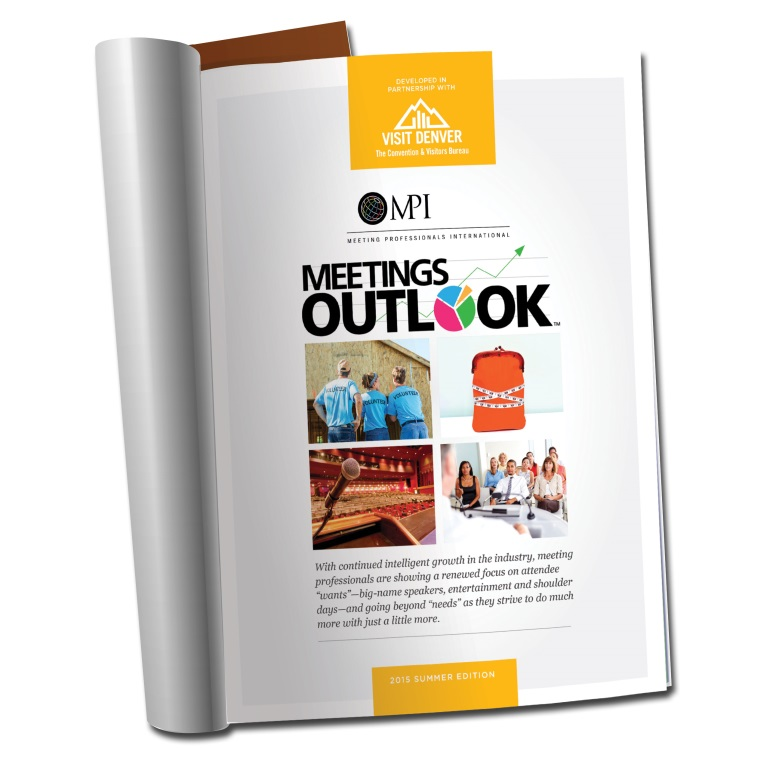 DEVELOPED IN
PARTNERSHIP WITH
VISIT DENVER
The Convention & Visitors Bureau
MPI
MEETING PROFESSIONALS INTERNATIONAL
MEETINGS
OUTLOOK™
VOLUNTEER
VOLUNTEER
VOLUNTEER
With continued intelligent growth in the industry, meeting
professionals are showing a renewed focus on attendee
“wants”—big-name speakers, entertainment and shoulder
days—and going beyond “needs” as they strive to do much
more with just a little more.
2015 SUMMER EDITION